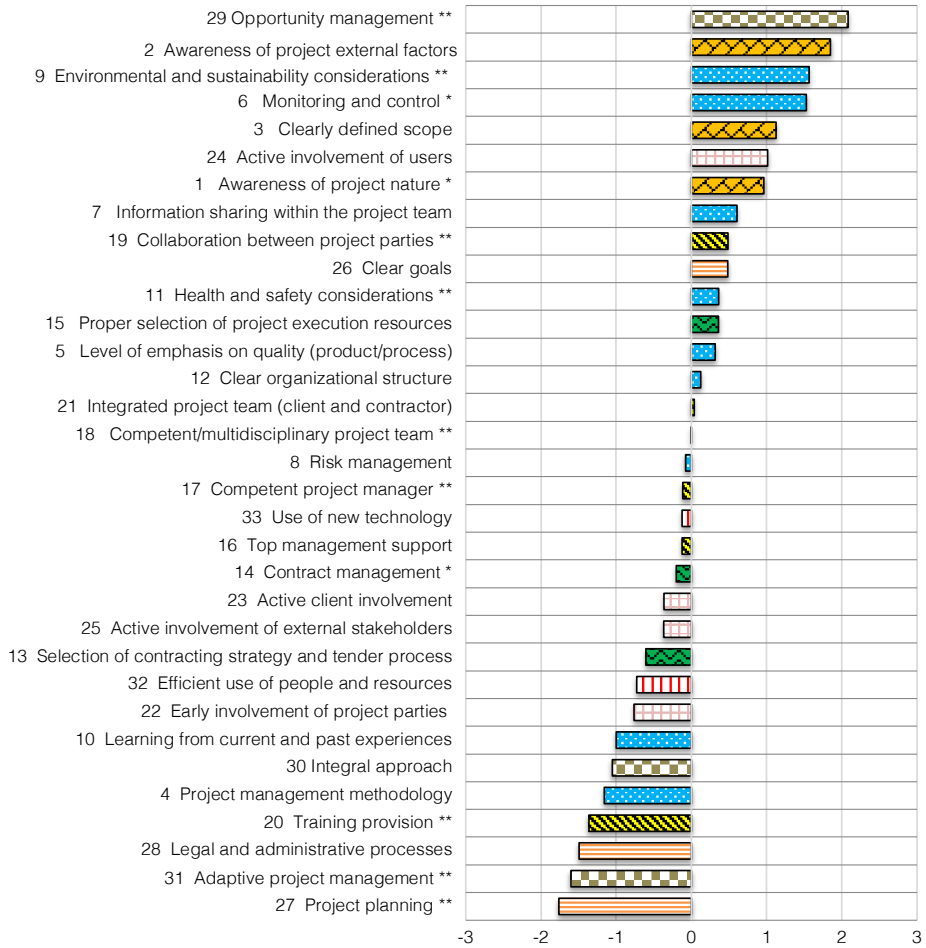 29 Opportunity management **
2 Awareness of project external factors
9 Environmental and sustainability considerations **
6 Monitoring and control *
3 Clearly defined scope
24 Active involvement of users
1 Awareness of project nature *
7 Information sharing within the project team
19 Collaboration between project parties **
26 Clear goals
11 Health and safety considerations **
15 Proper selection of project execution resources
5 Level of emphasis on quality (product/process)
12 Clear organizational structure
21 Integrated project team (client and contractor)
18 Competent/multidisciplinary project team **
8 Risk management
17 Competent project manager **
33 Use of new technology
16 Top management support
14 Contract management *
23 Active client involvement
25 Active involvement of external stakeholders
13 Selection of contracting strategy and tender process
32 Efficient use of people and resources
22 Early involvement of project parties
10 Learning from current and past experiences
30 Integral approach
4 Project management methodology
20 Training provision **
28 Legal and administrative processes
31 Adaptive project management **
27 Project planning **
-3 -2 -1 0 1 2 3